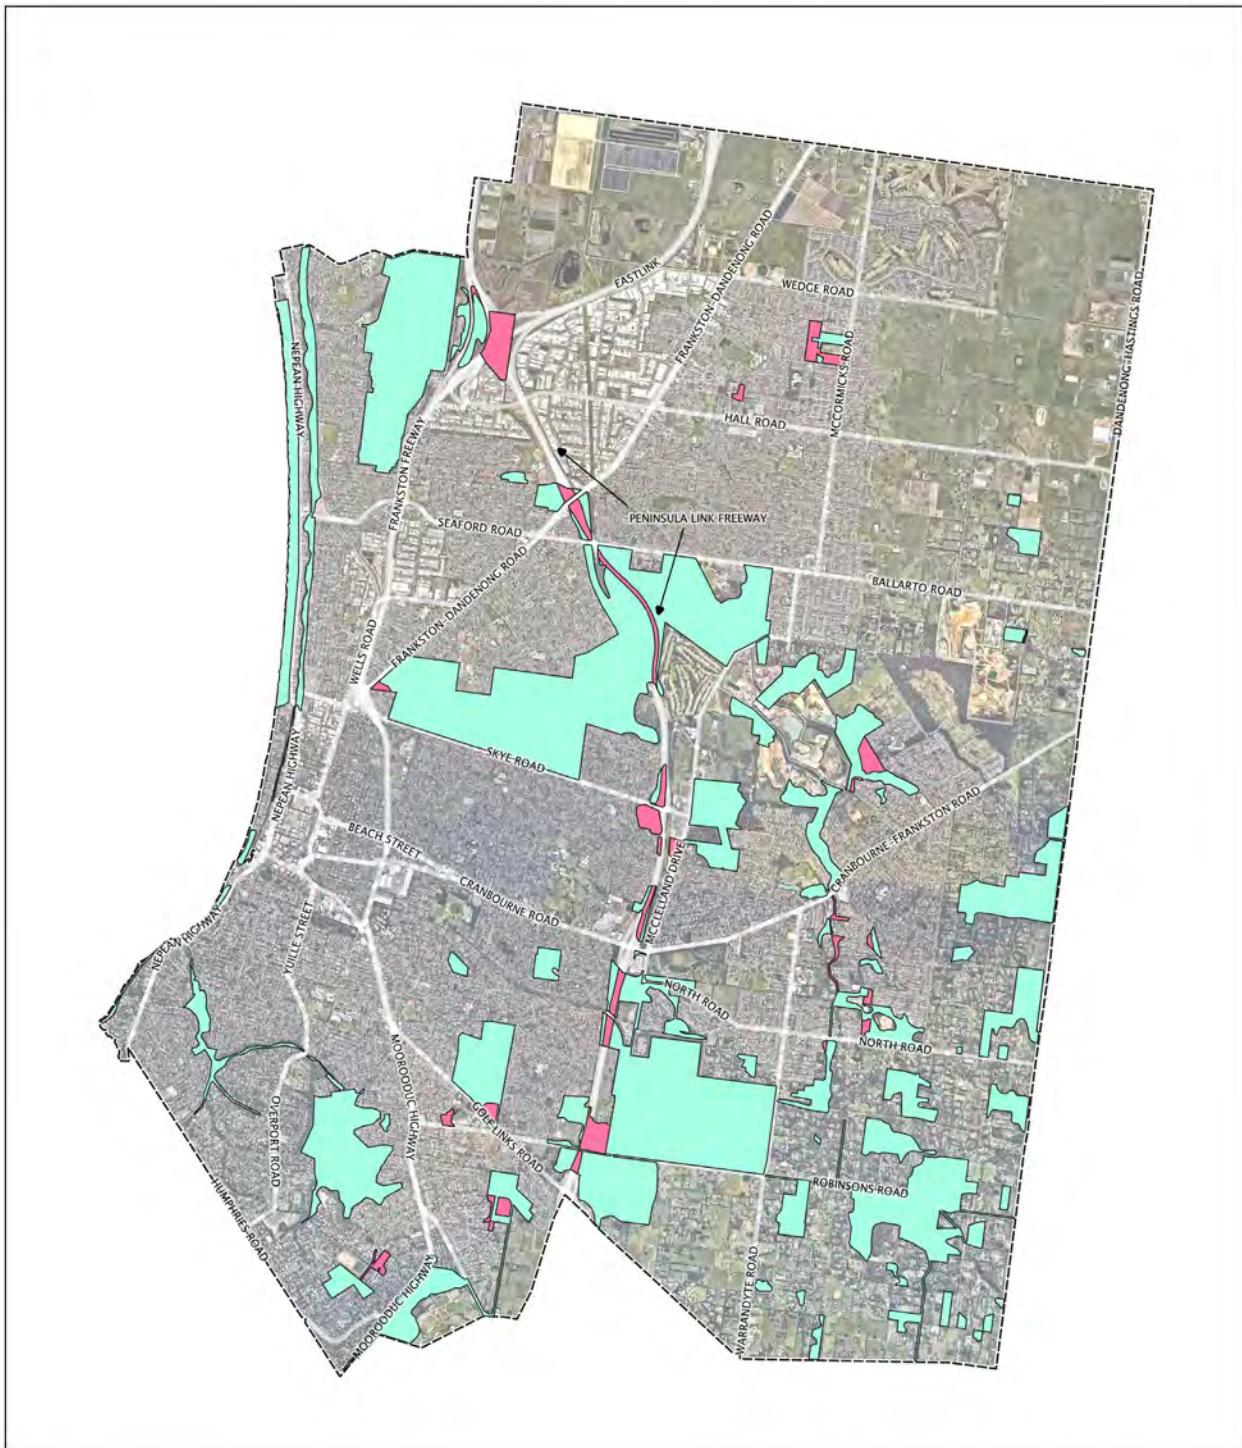 EASTLINK
WEDGE ROAD
FRANKSTON-DANDENONG ROAD
DANDENONG-HASTINGS ROAD
NEPEAN HIGHWAY
MCCORMICKS ROAD
HALL ROAD
FRANKSTON FREEWAY
PENINSULA LINK FREEWAY
SEAFORD ROAD
FRANKSTON-DANDENONG ROAD
BALLARTO ROAD
WELLS ROAD
SKYE ROAD
NEPEAN HIGHWAY
BEACH STREET
CRANBOURNE-FRANKSTON ROAD
MCCLELLAND DRIVE
CRANBOURNE ROAD
NEPEAN HIGHWAY
YUILLE STREET
NORTH ROAD
NORTH ROAD
MOOROODUC HIGHWAY
OVERPORT ROAD
GOLF LINKS ROAD
ROBINSONS ROAD
HUMPHRIES ROAD
WARRANDYTE ROAD
MOOROODUC HIGHWAY